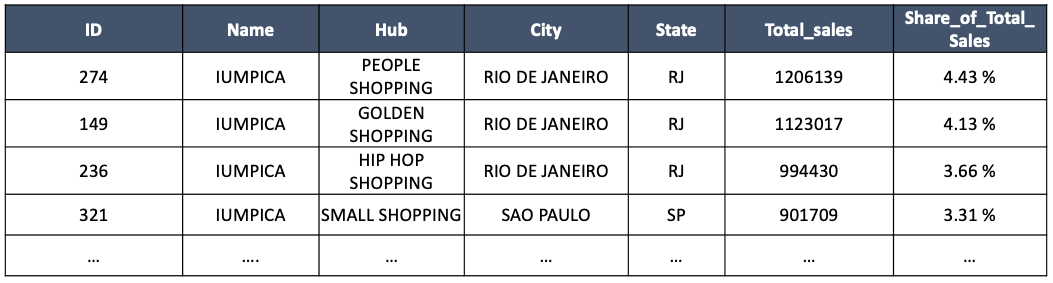 ID Name Hub City State Total_sales Share_of_Total_
Sales
274 IUMPICA PEOPLE
SHOPPING RIO DE JANEIRO RJ 1206139 4.43 %
149 IUMPICA GOLDEN
SHOPPING RIO DE JANEIRO RJ 1123017 4.13 %
236 IUMPICA HIP HOP
SHOPPING RIO DE JANEIRO RJ 994430 3.66 %
321 IUMPICA SMALL SHOPPING SAO PAULO SP 901709 3.31 %
... .... ... ... ... ... ...